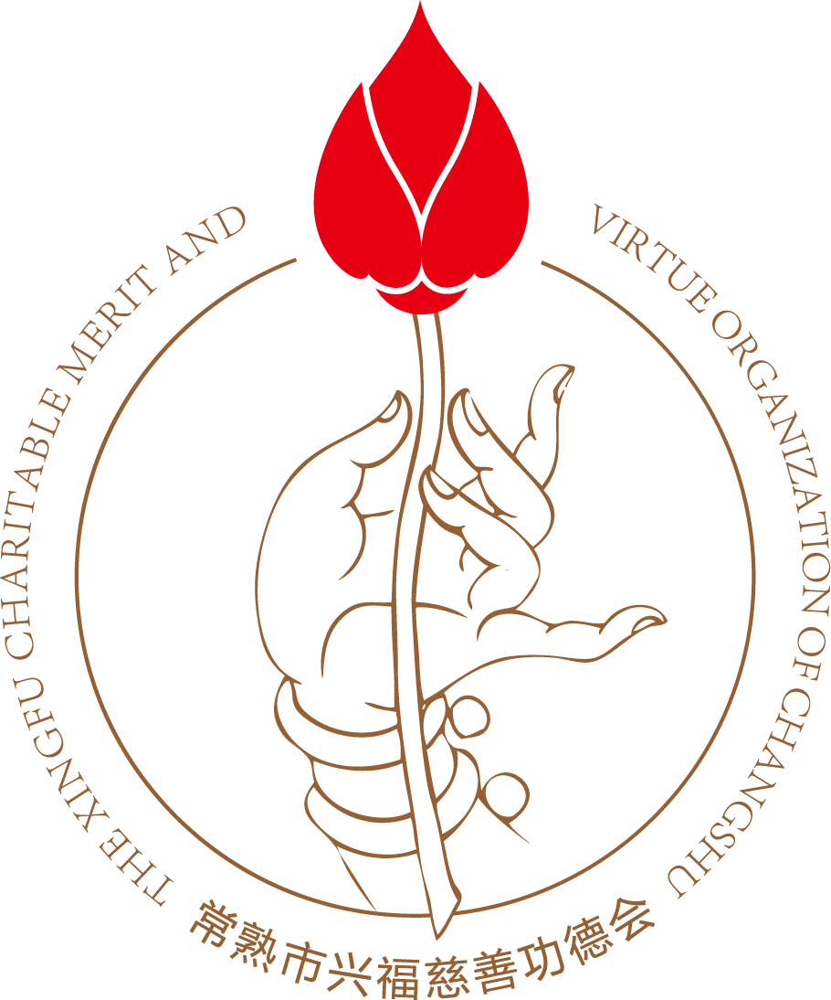 THE XINGFU CHARITABLE MERIT AND VIRTUE ORGANIZATION OF CHANGSHU
常熟市兴福慈善功德会